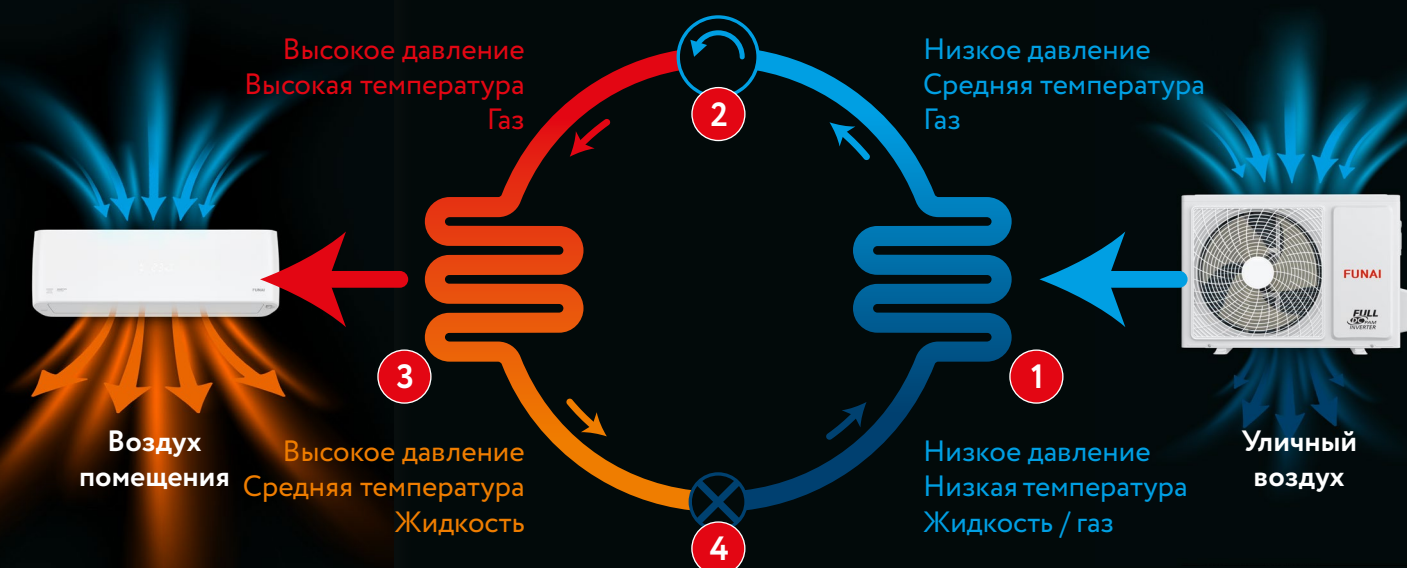 Высокое давление
Высокая температура
Газ
2
Низкое давление
Средняя температура
Газ
FUNAI
FULL
DC
INVERTER
FUNAI
3
1
Воздух
помещения
Высокое давление
Средняя температура
Жидкость
4
Низкое давление
Низкая температура
Жидкость / газ
Уличный
воздух